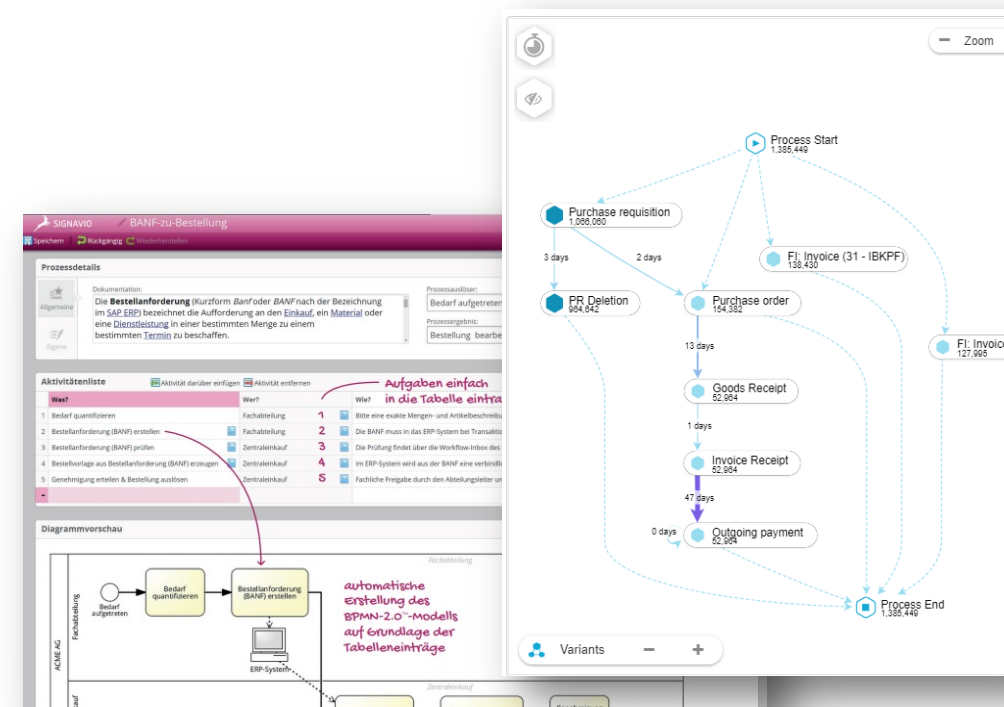 Zoom
Process Start
1,385,449
Purchase requisition
1,066,060
3 days
2 days
FI: Invoice (31 - IBKPF)
138,430
PR Deletion
964,642
Purchase order
154,382
13 days
FI: Invoice
127,995
Goods Receipt
52,964
1 days
Invoice Receipt
52,964
47 days
0 days
Outgoing payment
52,964
Process End
1,385,449
Variants
SIGNAVIO
BANF-zu-Bestellung
Speichern
Rückgängig
Wiederherstellen
Prozessdetails
Allgemeine
Eigene
Dokumentation:
Die Bestellanforderung (Kurzform Banf oder BANF nach der Bezeichnung
im SAP ERP) bezeichnet die Aufforderung an den Einkauf, ein Material oder
eine Dienstleistung in einer bestimmten Menge zu einem
bestimmten Termin zu beschaffen.
Prozessauslöser:
Bedarf aufgetreten
Prozessergebnis:
Bestellung bearbe
Aktivitätenliste
Aktivität darüber einfügen
Aktivität entfernen
Aufgaben einfach
in die Tabelle eintra
Was?
Wer?
Wie?
1 Bedarf quantifizieren Fachabteilung 1 Bitte eine exakte Mengen- und Artikelbeschreibu
2 Bestellanforderung (BANF) erstellen Fachabteilung 2 Die BANF muss in das ERP-System bei Transaktio
3 Bestellanforderung (BANF) prüfen Zentraleinkauf 3 Die Prüfung findet über die Workflow-Inbox des
4 Bestellvorlage aus Bestellanforderung (BANF) erzeugen Zentraleinkauf 4 Im ERP-System wird aus der BANF eine verbindli
5 Genehmigung erteilen & Bestellung auslösen Zentraleinkauf 5 Fachliche Freigabe durch den Abteilungsleiter un
Diagrammvorschau
Fachabteilung
ACME AG
Fachabteilung
Bedarf
aufgetreten
Bedarf
quantifizieren
Bestellanforderung
(BANF) erstellen
ERP-System
automatische
Erstellung des
BPMN-2.0™-Modells
auf Grundlage der
Tabelleneinträge
Zentraleinkauf